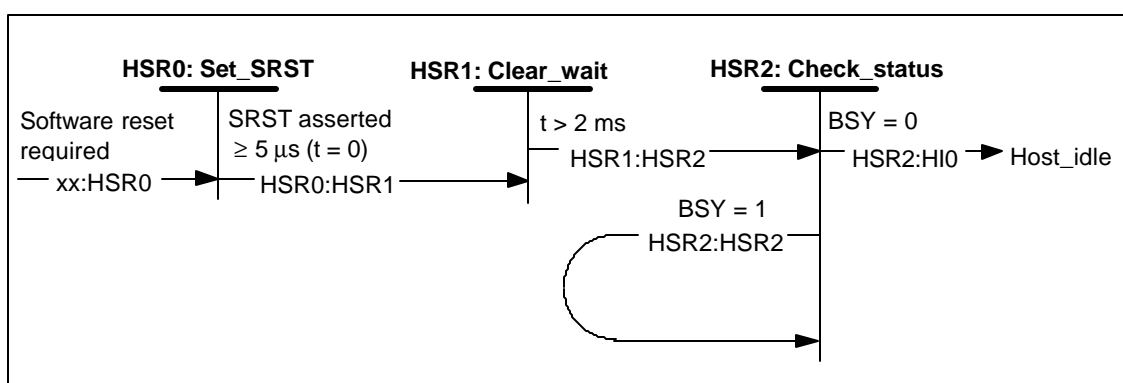 HSR0: Set_SRST
HSR1: Clear_wait
HSR2: Check_status
Software reset
required
xx:HSR0
SRST asserted
≥ 5 μs (t = 0)
HSR0:HSR1
t > 2 ms
HSR1:HSR2
BSY = 0
HSR2:HI0
Host_idle
BSY = 1
HSR2:HSR2